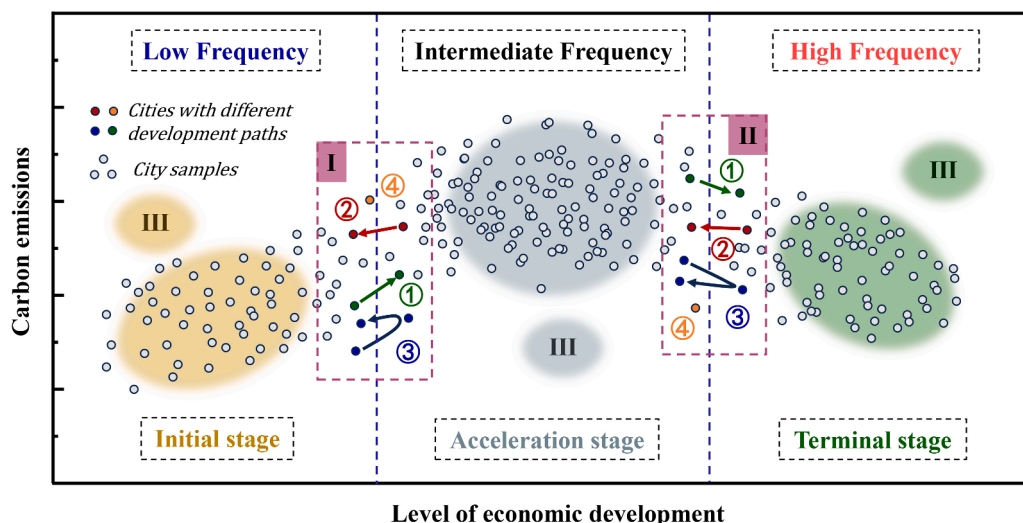 Low Frequency
Intermediate Frequency
High Frequency
Cities with different
development paths
City samples
I
II
III
III
III
④
②
①
③
①
②
③
④
Initial stage
Acceleration stage
Terminal stage
Carbon emissions
Level of economic development